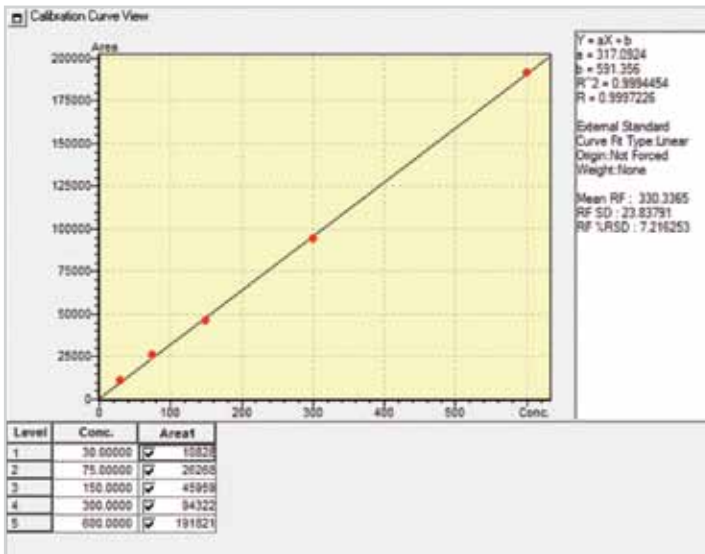 Calibration Curve View
Area
200000
175000
150000
125000
100000
75000
50000
25000
0
0 100 200 300 400 500 Conc.
Y = aX + b
a = 317.0924
b = 591.356
R^2 = 0.9994454
R = 0.9997226
External Standard
Curve Fit Type:Linear
Origin:Not Forced
Weight:None
Mean RF : 330.3365
RF SD : 23.83791
RF %RSD : 7.216253
Level Conc. Area1
1 30.00000 10828
2 75.00000 26268
3 150.0000 45959
4 300.0000 94322
5 600.0000 191821